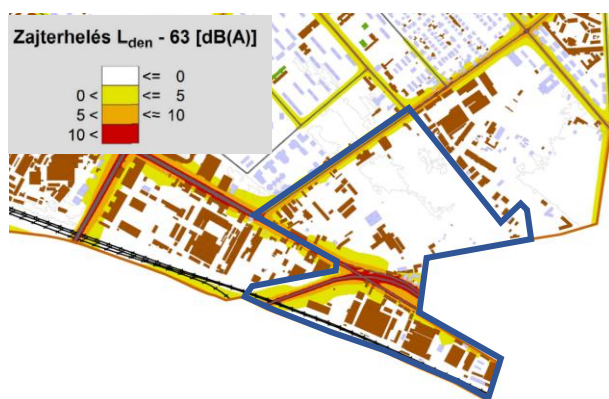 Zajterhelés Lden - 63 [dB(A)]
<= 0
0 < <= 5
5 < <= 10
10 <